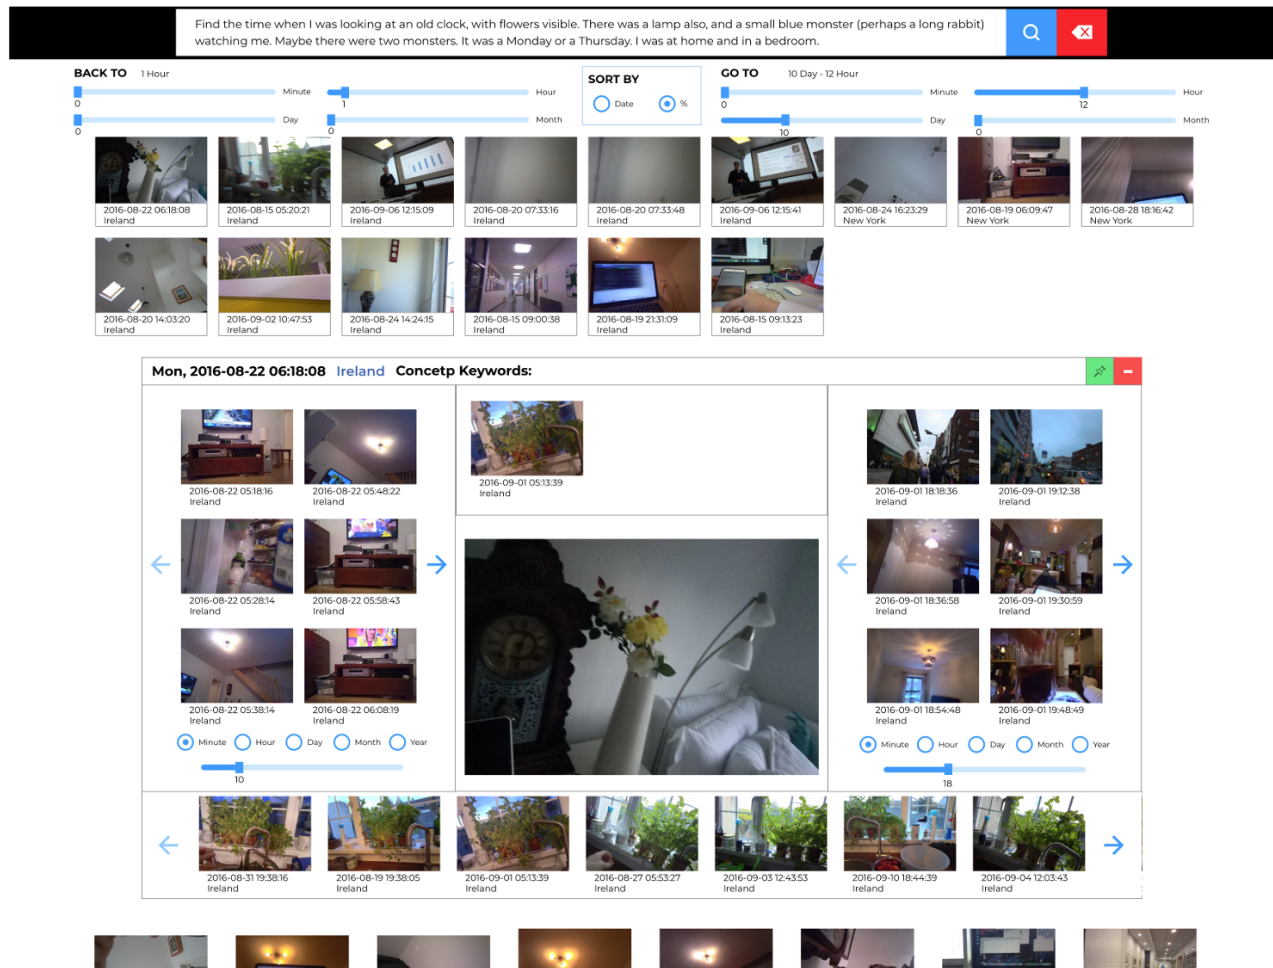 Find the time when I was looking at an old clock, with flowers visible. There was a lamp also, and a small blue monster (perhaps a long rabbit)
watching me. Maybe there were two monsters. It was a Monday or a Thursday. I was at home and in a bedroom.
BACK TO 1 Hour
SORT BY
GO TO 10 Day - 12 Hour
0 Minute
1 Hour
Date %
0 Minute
12 Hour
0 Day
0 Month
10 Day
0 Month
2016-08-22 06:18:08
Ireland
2016-08-15 05:20:21
Ireland
2016-09-06 12:15:09
Ireland
2016-08-20 07:33:16
Ireland
2016-08-20 07:33:48
Ireland
2016-09-06 12:15:41
Ireland
2016-08-24 16:23:29
New York
2016-08-19 06:09:47
New York
2016-08-28 18:16:42
New York
2016-08-20 14:03:20
Ireland
2016-09-02 10:47:53
Ireland
2016-08-24 14:24:15
Ireland
2016-08-15 09:00:38
Ireland
2016-08-19 21:31:09
Ireland
2016-08-15 09:13:23
Ireland
Mon, 2016-08-22 06:18:08 Ireland Concetp Keywords:
2016-08-22 05:18:16
Ireland
2016-08-22 05:48:22
Ireland
2016-08-22 05:28:14
Ireland
2016-08-22 05:58:43
Ireland
2016-08-22 05:38:14
Ireland
2016-08-22 06:08:19
Ireland
Minute Hour Day Month Year
10
2016-09-01 05:13:39
Ireland
2016-09-01 18:18:36
Ireland
2016-09-01 19:12:38
Ireland
2016-09-01 18:36:58
Ireland
2016-09-01 19:30:59
Ireland
2016-09-01 18:54:48
Ireland
2016-09-01 19:48:49
Ireland
Minute Hour Day Month Year
18
2016-08-31 19:38:16
Ireland
2016-08-19 19:38:05
Ireland
2016-09-01 05:13:39
Ireland
2016-08-27 05:53:27
Ireland
2016-09-03 12:43:53
Ireland
2016-09-10 18:44:39
Ireland
2016-09-04 12:03:43
Ireland